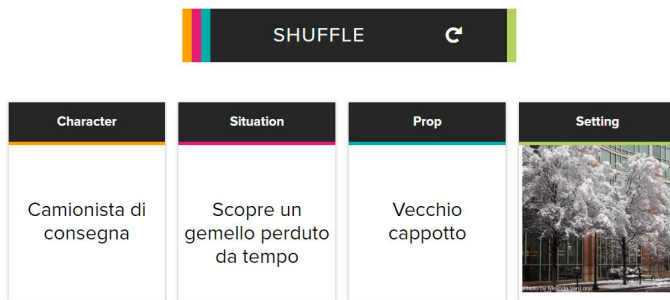 SHUFFLE
Character
Situation
Prop
Setting
Camionista di
consegna
Scopre un
gemello perduto
da tempo
Vecchio
cappotto